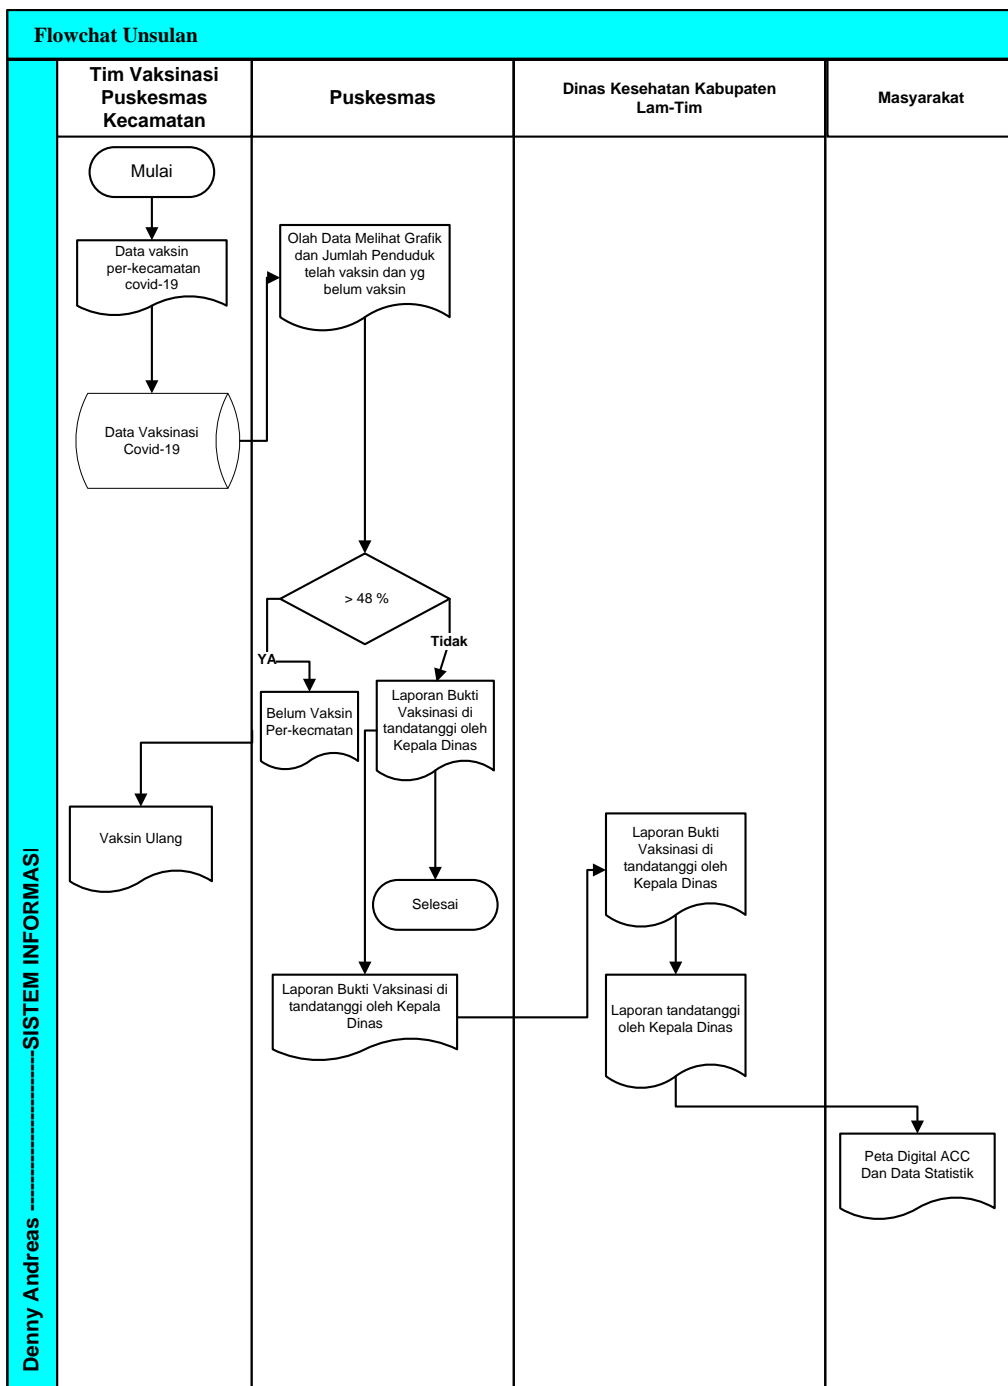 Flowchat Unsulan
Tim Vaksinasi
Puskesmas
Kecamatan
Puskesmas
Dinas Kesehatan Kabupaten
Lam-Tim
Masyarakat
Mulai
Data vaksin
per-kecamatan
covid-19
Olah Data Melihat Grafik
dan Jumlah Penduduk
telah vaksin dan yg
belum vaksin
Data Vaksinasi
Covid-19
> 48 %
YA
Tidak
Belum Vaksin
Per-kecmatan
Laporan Bukti
Vaksinasi di
tandatanggi oleh
Kepala Dinas
Vaksin Ulang
Selesai
Laporan Bukti Vaksinasi di
tandatanggi oleh Kepala
Dinas
Laporan Bukti
Vaksinasi di
tandatanggi oleh
Kepala Dinas
Laporan tandatanggi
oleh Kepala Dinas
Peta Digital ACC
Dan Data Statistik
Denny Andreas -------------------------SISTEM INFORMASI